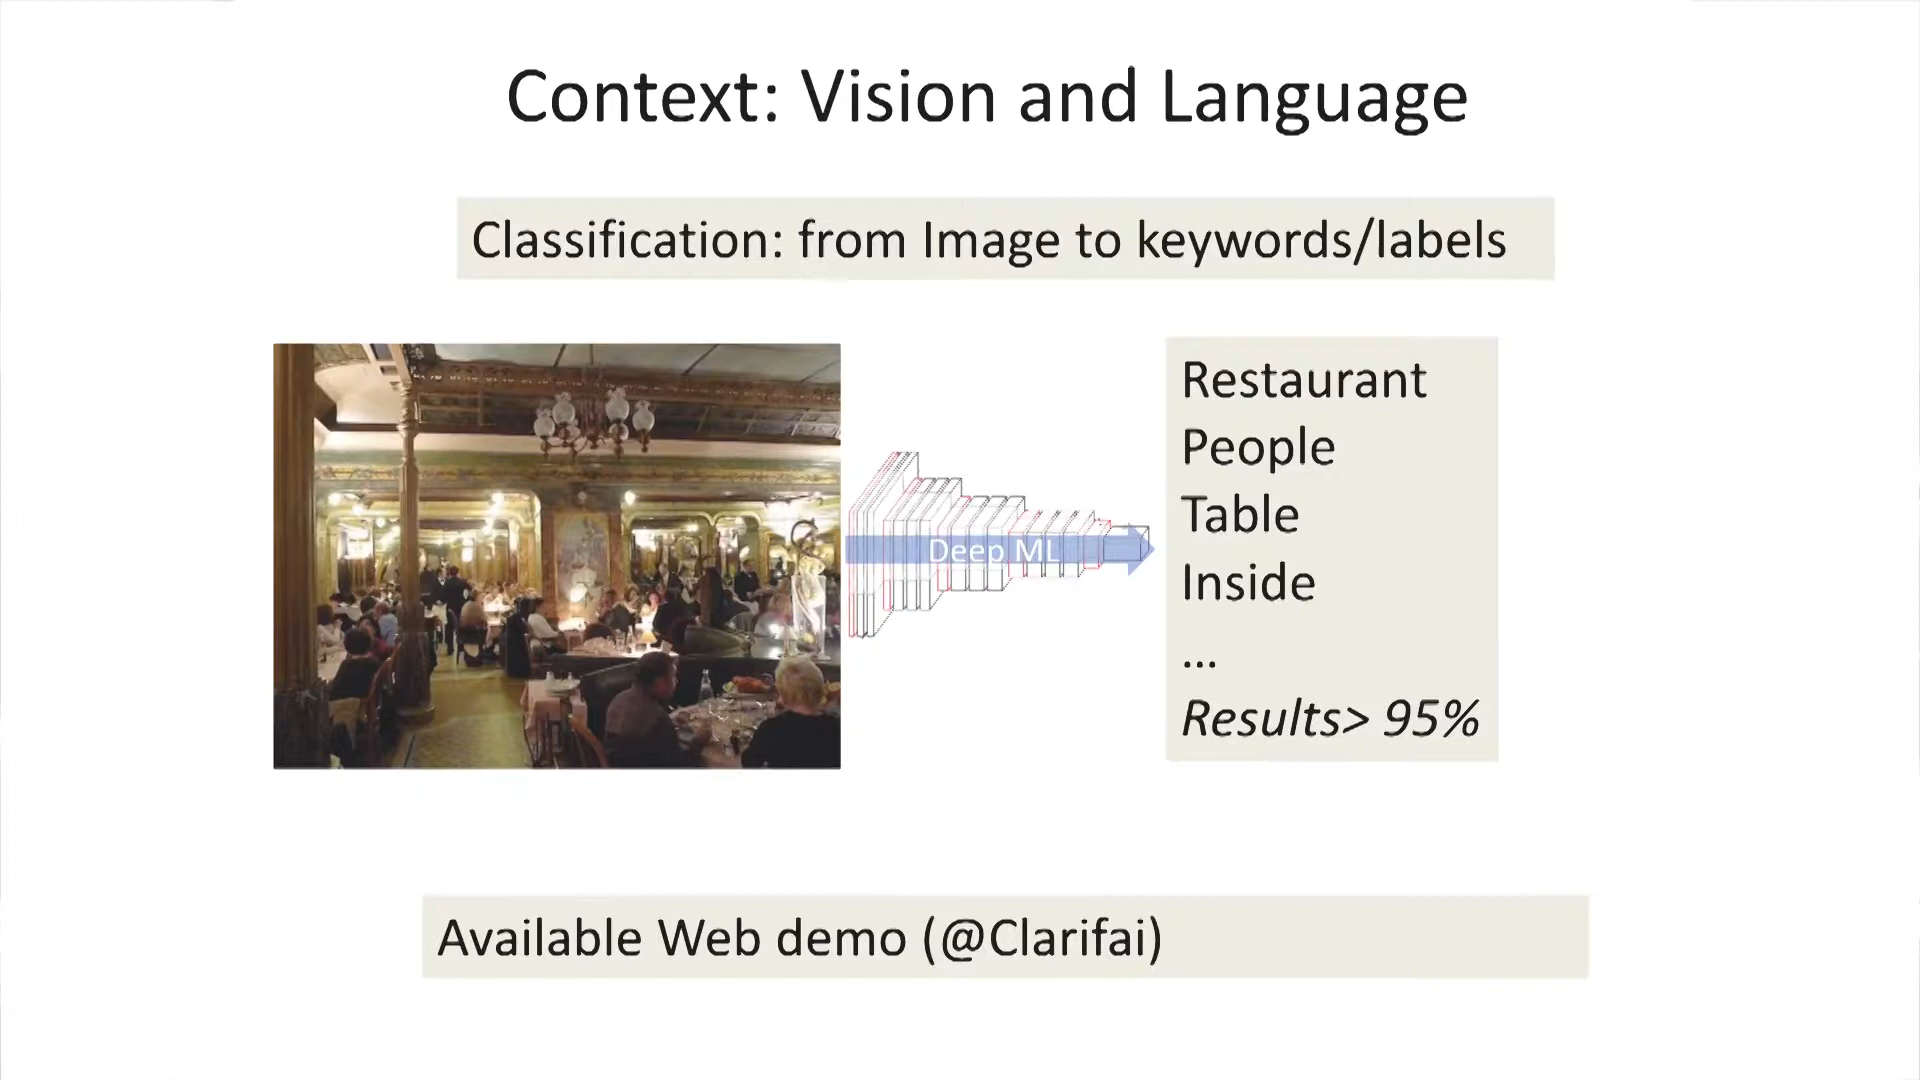 Context: Vision and Language
Classification: from Image to keywords/labels
Deep ML
Restaurant
People
Table
Inside
...
Results> 95%
Available Web demo (@Clarifai)